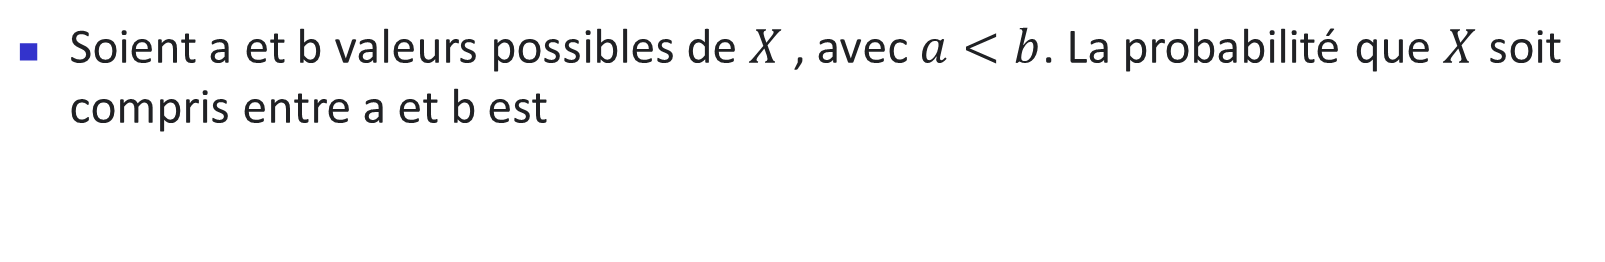 ▪ Soient a et b valeurs possibles de X , avec a < b. La probabilité que X soit
compris entre a et b est